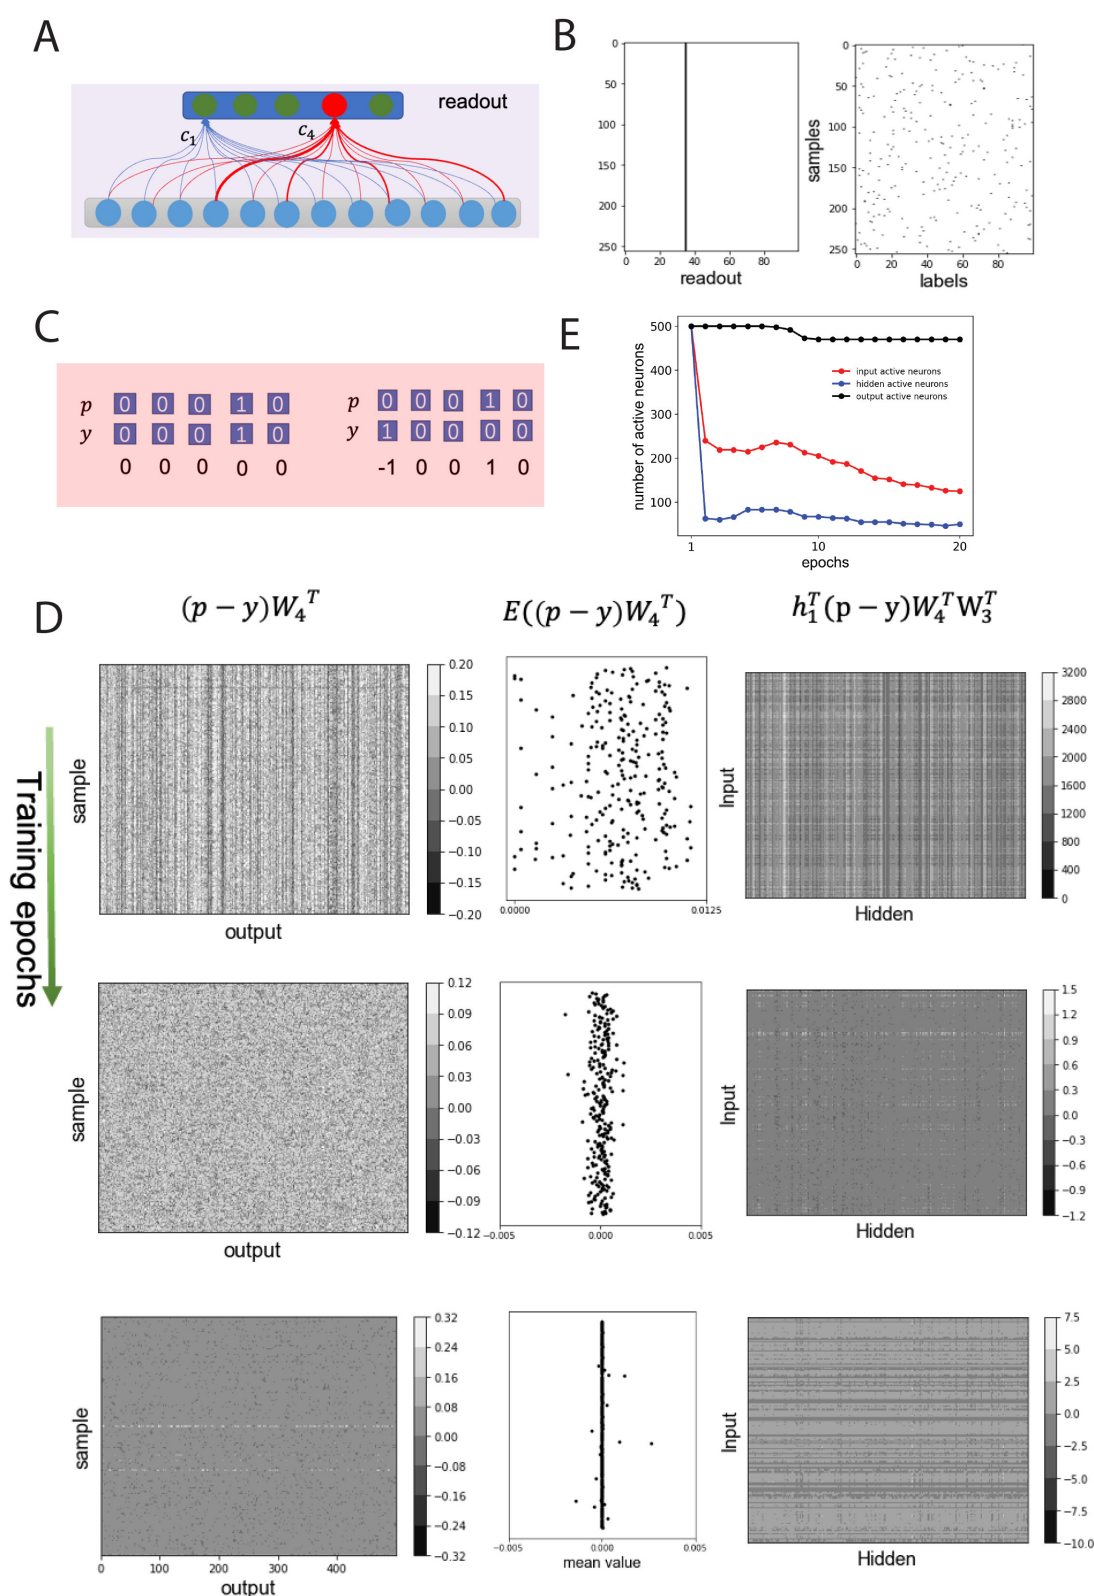 A
readout
c₁
c₄
B
0
50
100
150
200
250
0 20 40 60 80
readout
samples
0
50
100
150
200
250
0 20 40 60 80
labels
C
p 0 0 0 1 0
y 0 0 0 1 0
0 0 0 0 0
p 0 0 0 1 0
y 1 0 0 0 0
-1 0 0 1 0
E
number of active neurons
500
400
300
200
100
input active neurons
hidden active neurons
output active neurons
1 10 20
epochs
D
Training epochs
(p − y)W₄ᵀ
E((p − y)W₄ᵀ)
h₁ᵀ(p − y)W₄ᵀW₃ᵀ
sample
output
0.20
0.15
0.10
0.05
0.00
−0.05
−0.10
−0.15
−0.20
0.0000 0.0125
Input
Hidden
3200
2800
2400
2000
1600
1200
800
400
0
sample
output
0.12
0.09
0.06
0.03
0.00
−0.03
−0.06
−0.09
−0.12
−0.005 0.000 0.005
Input
Hidden
1.5
1.2
0.9
0.6
0.3
0.0
−0.3
−0.6
−0.9
−1.2
sample
0 100 200 300 400
output
0.32
0.24
0.16
0.08
0.00
−0.08
−0.16
−0.24
−0.32
−0.005 0.000 0.005
mean value
Input
Hidden
7.5
5.0
2.5
0.0
−2.5
−5.0
−7.5
−10.0